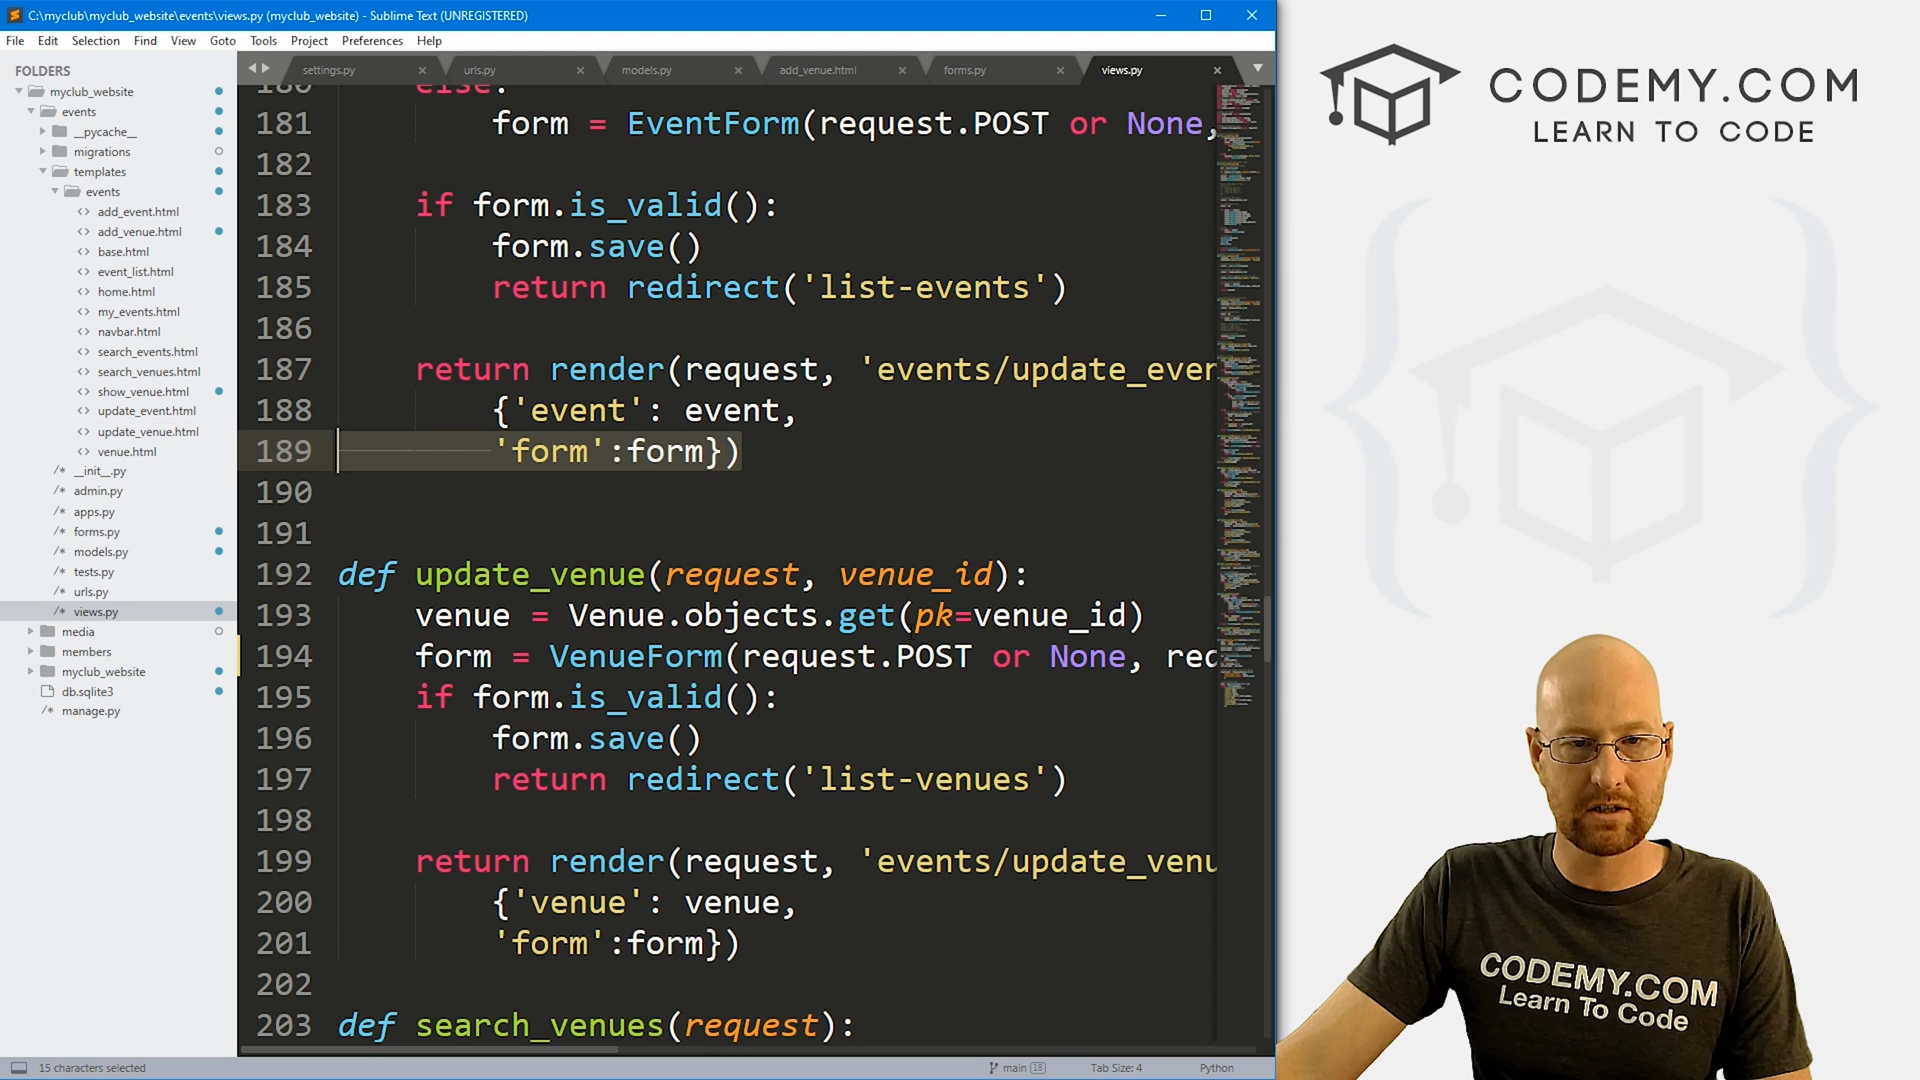 C:\myclub\myclub_website\events\views.py (myclub_website) - Sublime Text (UNREGISTERED)
File Edit Selection Find View Goto Tools Project Preferences Help
FOLDERS
myclub_website
events
__pycache__
migrations
templates
events
add_event.html
add_venue.html
base.html
event_list.html
home.html
my_events.html
navbar.html
search_events.html
search_venues.html
show_venue.html
update_event.html
update_venue.html
venue.html
__init__.py
admin.py
apps.py
forms.py
models.py
tests.py
urls.py
views.py
media
members
myclub_website
db.sqlite3
manage.py
settings.py urls.py models.py add_venue.html forms.py views.py
180 else:
181 form = EventForm(request.POST or None,
182
183 if form.is_valid():
184 form.save()
185 return redirect('list-events')
186
187 return render(request, 'events/update_even
188 {'event': event,
189 'form':form})
190
191
192 def update_venue(request, venue_id):
193 venue = Venue.objects.get(pk=venue_id)
194 form = VenueForm(request.POST or None, req
195 if form.is_valid():
196 form.save()
197 return redirect('list-venues')
198
199 return render(request, 'events/update_venu
200 {'venue': venue,
201 'form':form})
202
203 def search_venues(request):
15 characters selected
main 18
Tab Size: 4
Python
CODEMY.COM
LEARN TO CODE
CODEMY.COM
Learn To Code